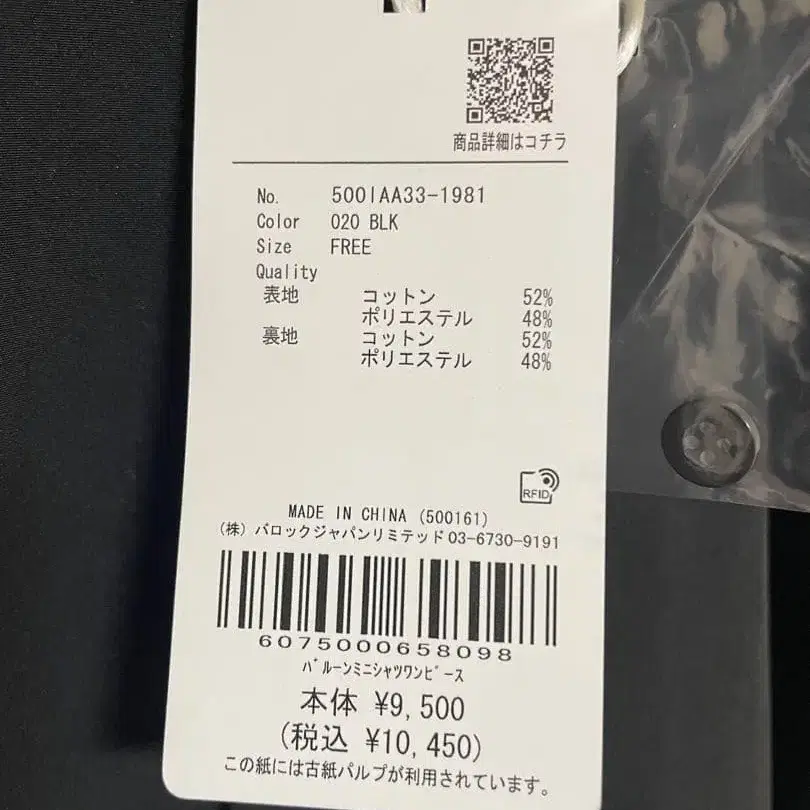 商品詳細はコチラ
No. 500IAA33-1981
Color 020 BLK
Size FREE
Quality
表地 コットン 52%
ポリエステル 48%
裏地 コットン 52%
ポリエステル 48%
RFID
MADE IN CHINA (500161)
(株) バロックジャパンリミテッド 03-6730-9191
6075000658098
バルーンミニシャツワンピース
本体 ¥9,500
(税込 ¥10,450)
この紙には古紙パルプが利用されています。